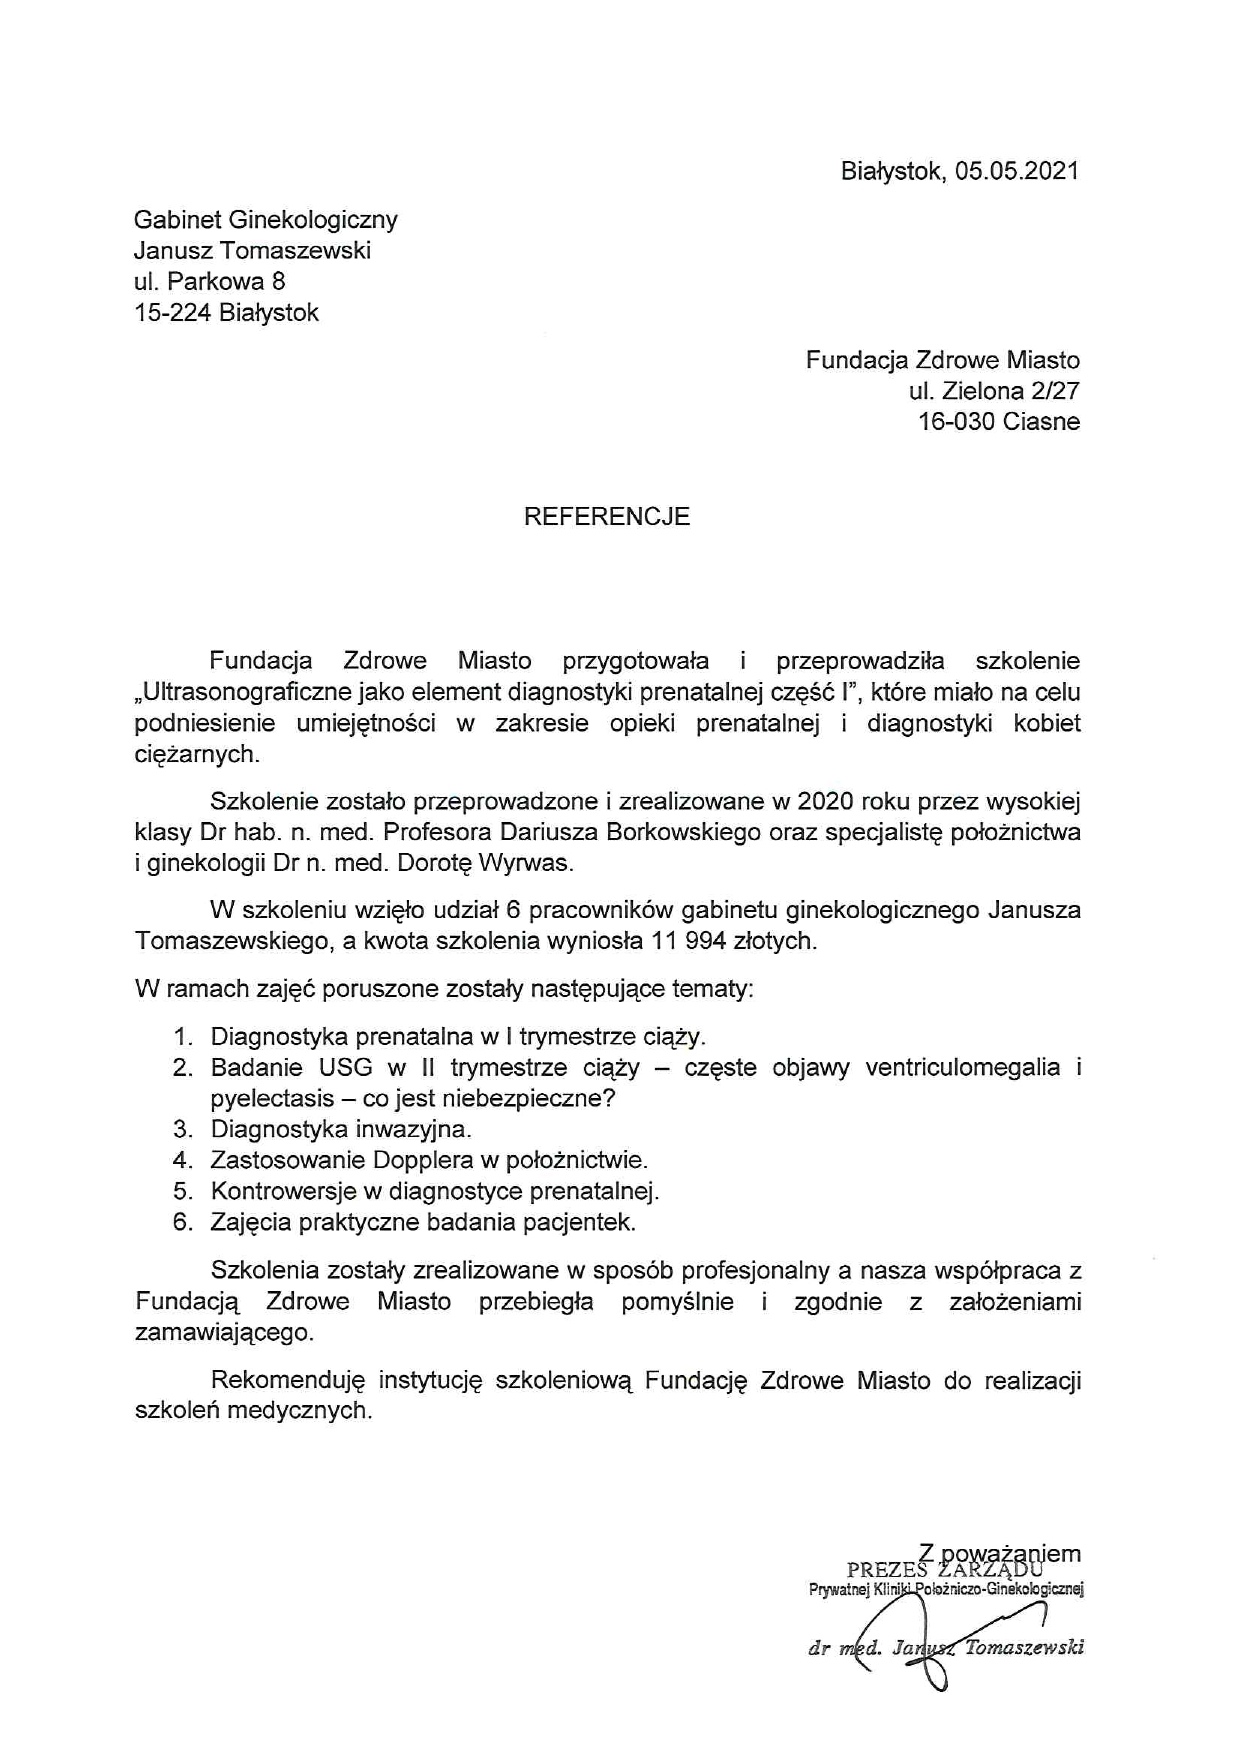 Białystok, 05.05.2021
Gabinet Ginekologiczny
Janusz Tomaszewski
ul. Parkowa 8
15-224 Białystok
Fundacja Zdrowe Miasto
ul. Zielona 2/27
16-030 Ciasne
REFERENCJE
Fundacja Zdrowe Miasto przygotowała i przeprowadziła szkolenie
„Ultrasonograficzne jako element diagnostyki prenatalnej część I”, które miało na celu
podniesienie umiejętności w zakresie opieki prenatalnej i diagnostyki kobiet
ciężarnych.
Szkolenie zostało przeprowadzone i zrealizowane w 2020 roku przez wysokiej
klasy Dr hab. n. med. Profesora Dariusza Borkowskiego oraz specjalistę położnictwa
i ginekologii Dr n. med. Dorotę Wyrwas.
W szkoleniu wzięło udział 6 pracowników gabinetu ginekologicznego Janusza
Tomaszewskiego, a kwota szkolenia wyniosła 11 994 złotych.
W ramach zajęć poruszone zostały następujące tematy:
1. Diagnostyka prenatalna w I trymestrze ciąży.
2. Badanie USG w II trymestrze ciąży – częste objawy ventriculomegalia i
pyelectasis – co jest niebezpieczne?
3. Diagnostyka inwazyjna.
4. Zastosowanie Dopplera w położnictwie.
5. Kontrowersje w diagnostyce prenatalnej.
6. Zajęcia praktyczne badania pacjentek.
Szkolenia zostały zrealizowane w sposób profesjonalny a nasza współpraca z
Fundacją Zdrowe Miasto przebiegła pomyślnie i zgodnie z założeniami
zamawiającego.
Rekomenduję instytucję szkoleniową Fundację Zdrowe Miasto do realizacji
szkoleń medycznych.
Z poważaniem
PREZES ZARZĄDU
Prywatnej Kliniki Położniczo-Ginekologicznej
dr med. Janusz Tomaszewski